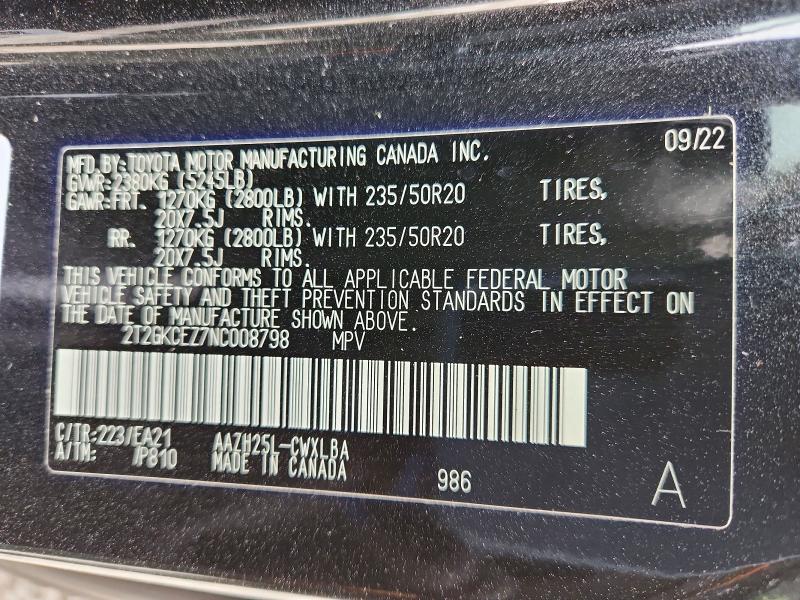 09/22
MFD.BY:TOYOTA MOTOR MANUFACTURING CANADA INC.
GVWR:2380KG (5245LB)
GAWR:FRT. 1270KG (2800LB) WITH 235/50R20 TIRES,
20X7.5J RIMS.
RR. 1270KG (2800LB) WITH 235/50R20 TIRES,
20X7.5J RIMS.
THIS VEHICLE CONFORMS TO ALL APPLICABLE FEDERAL MOTOR
VEHICLE SAFETY AND THEFT PREVENTION STANDARDS IN EFFECT ON
THE DATE OF MANUFACTURE SHOWN ABOVE.
2T2GKCEZ7NC008798 MPV
C/TR:223/EA21 AAZH25L-CWXLBA
A/TM: /P810 MADE IN CANADA
986
A